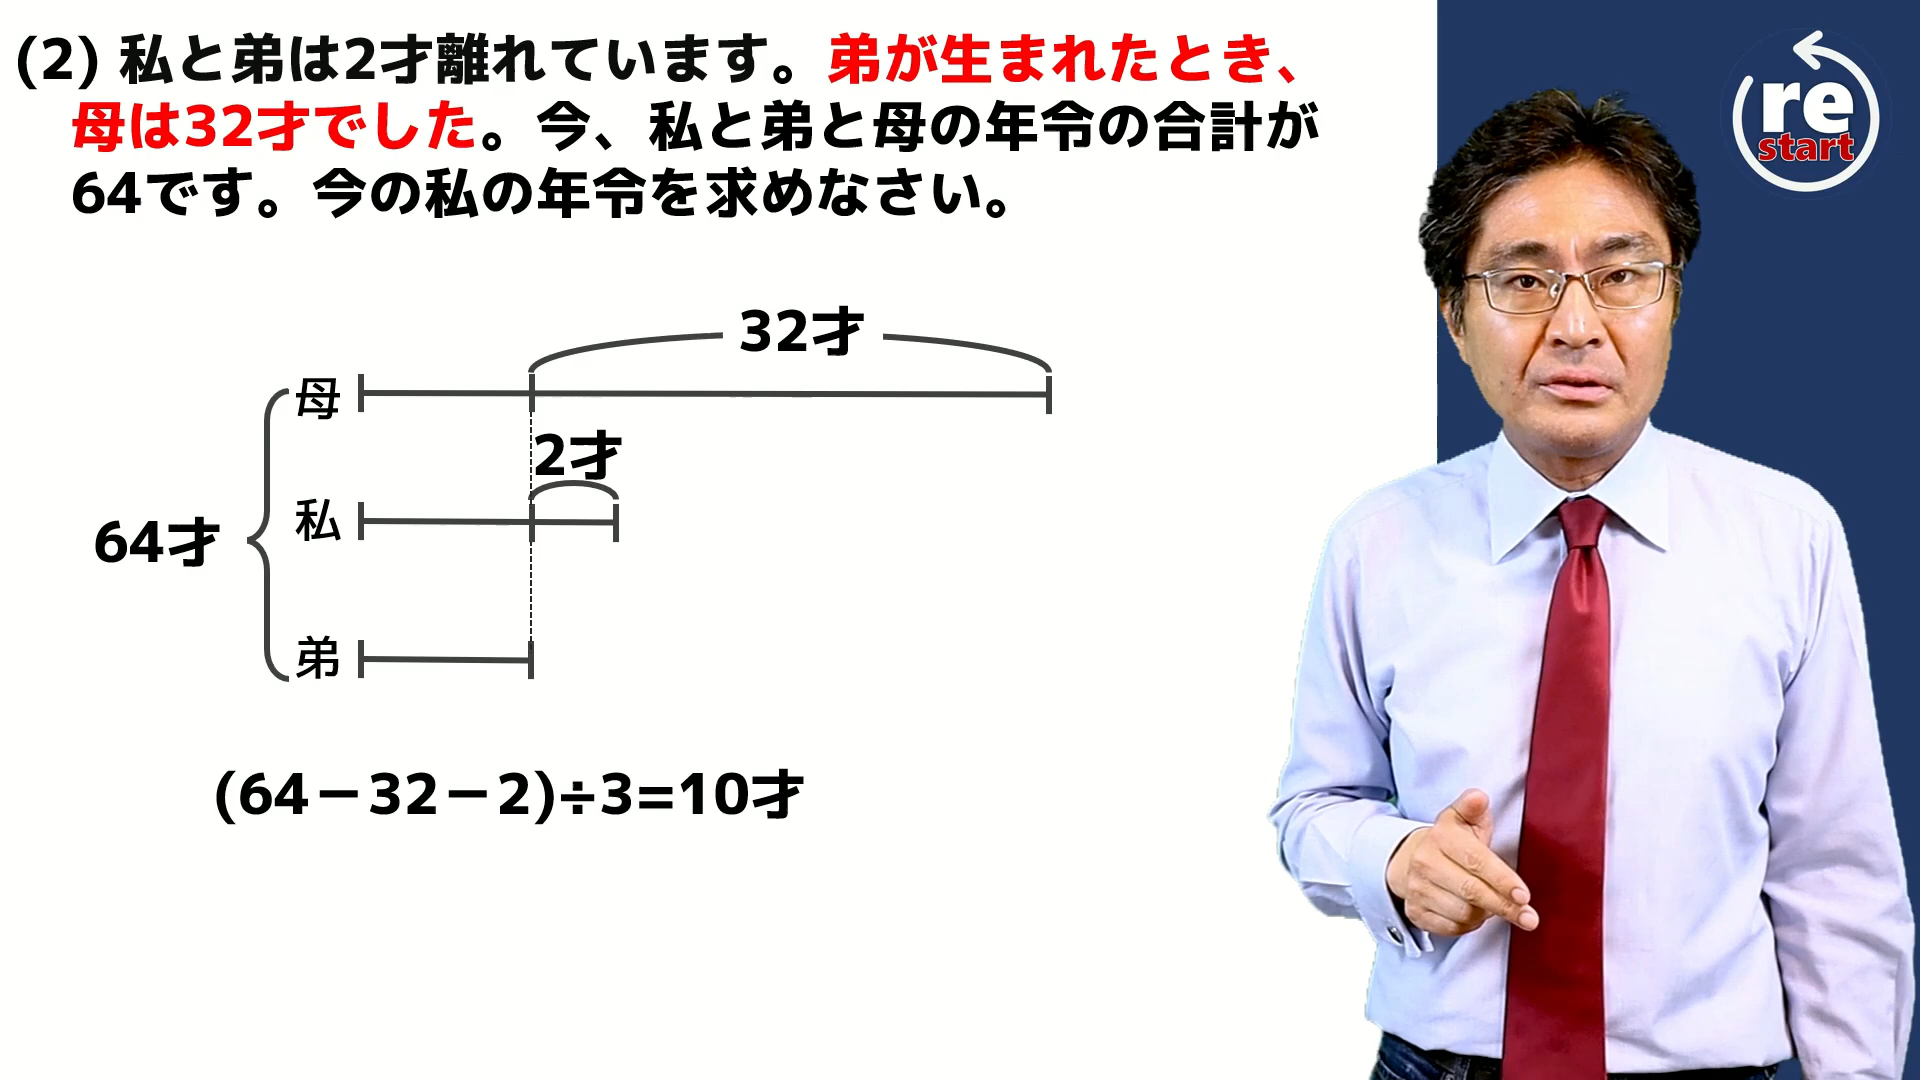 (2) 私と弟は2才離れています。弟が生まれたとき、
母は32才でした。今、私と弟と母の年令の合計が
64です。今の私の年令を求めなさい。
re
start
32才
母
2才
私
64才
弟
(64−32−2)÷3=10才